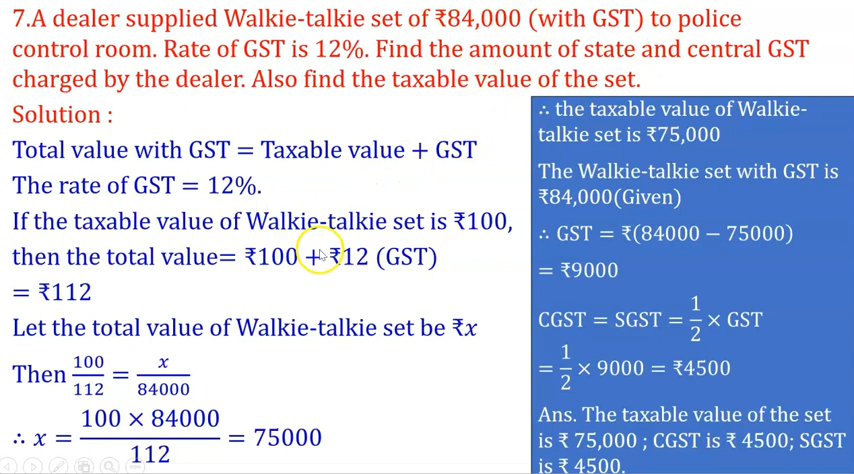 7.A dealer supplied Walkie-talkie set of ₹84,000 (with GST) to police
control room. Rate of GST is 12%. Find the amount of state and central GST
charged by the dealer. Also find the taxable value of the set.
Solution :
Total value with GST = Taxable value + GST
The rate of GST = 12%.
If the taxable value of Walkie-talkie set is ₹100,
then the total value= ₹100 + ₹12 (GST)
= ₹112
Let the total value of Walkie-talkie set be ₹x
Then 100/112 = x/84000
∴ x = (100 × 84000)/112 = 75000
∴ the taxable value of Walkie-
talkie set is ₹75,000
The Walkie-talkie set with GST is
₹84,000(Given)
∴ GST = ₹(84000 − 75000)
= ₹9000
CGST = SGST = 1/2 × GST
= 1/2 × 9000 = ₹4500
Ans. The taxable value of the set
is ₹ 75,000 ; CGST is ₹ 4500; SGST
is ₹ 4500.